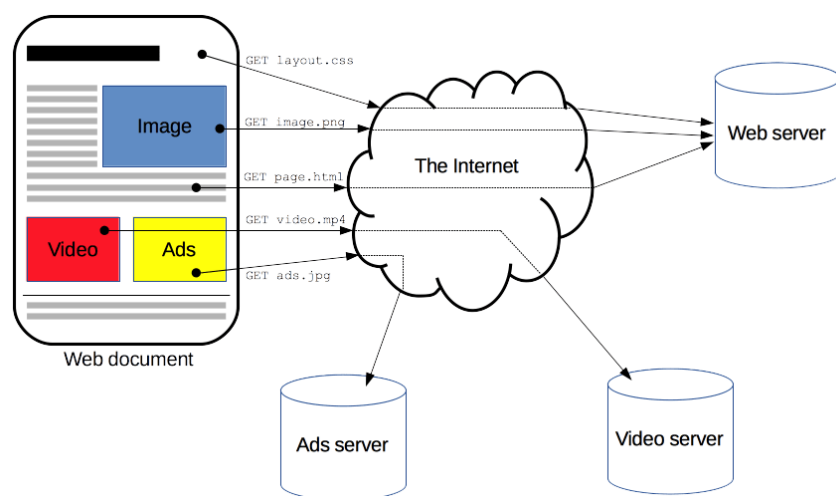 GET layout.css
Image
GET image.png
Web server
The Internet
GET page.html
GET video.mp4
Video
Ads
GET ads.jpg
Web document
Ads server
Video server